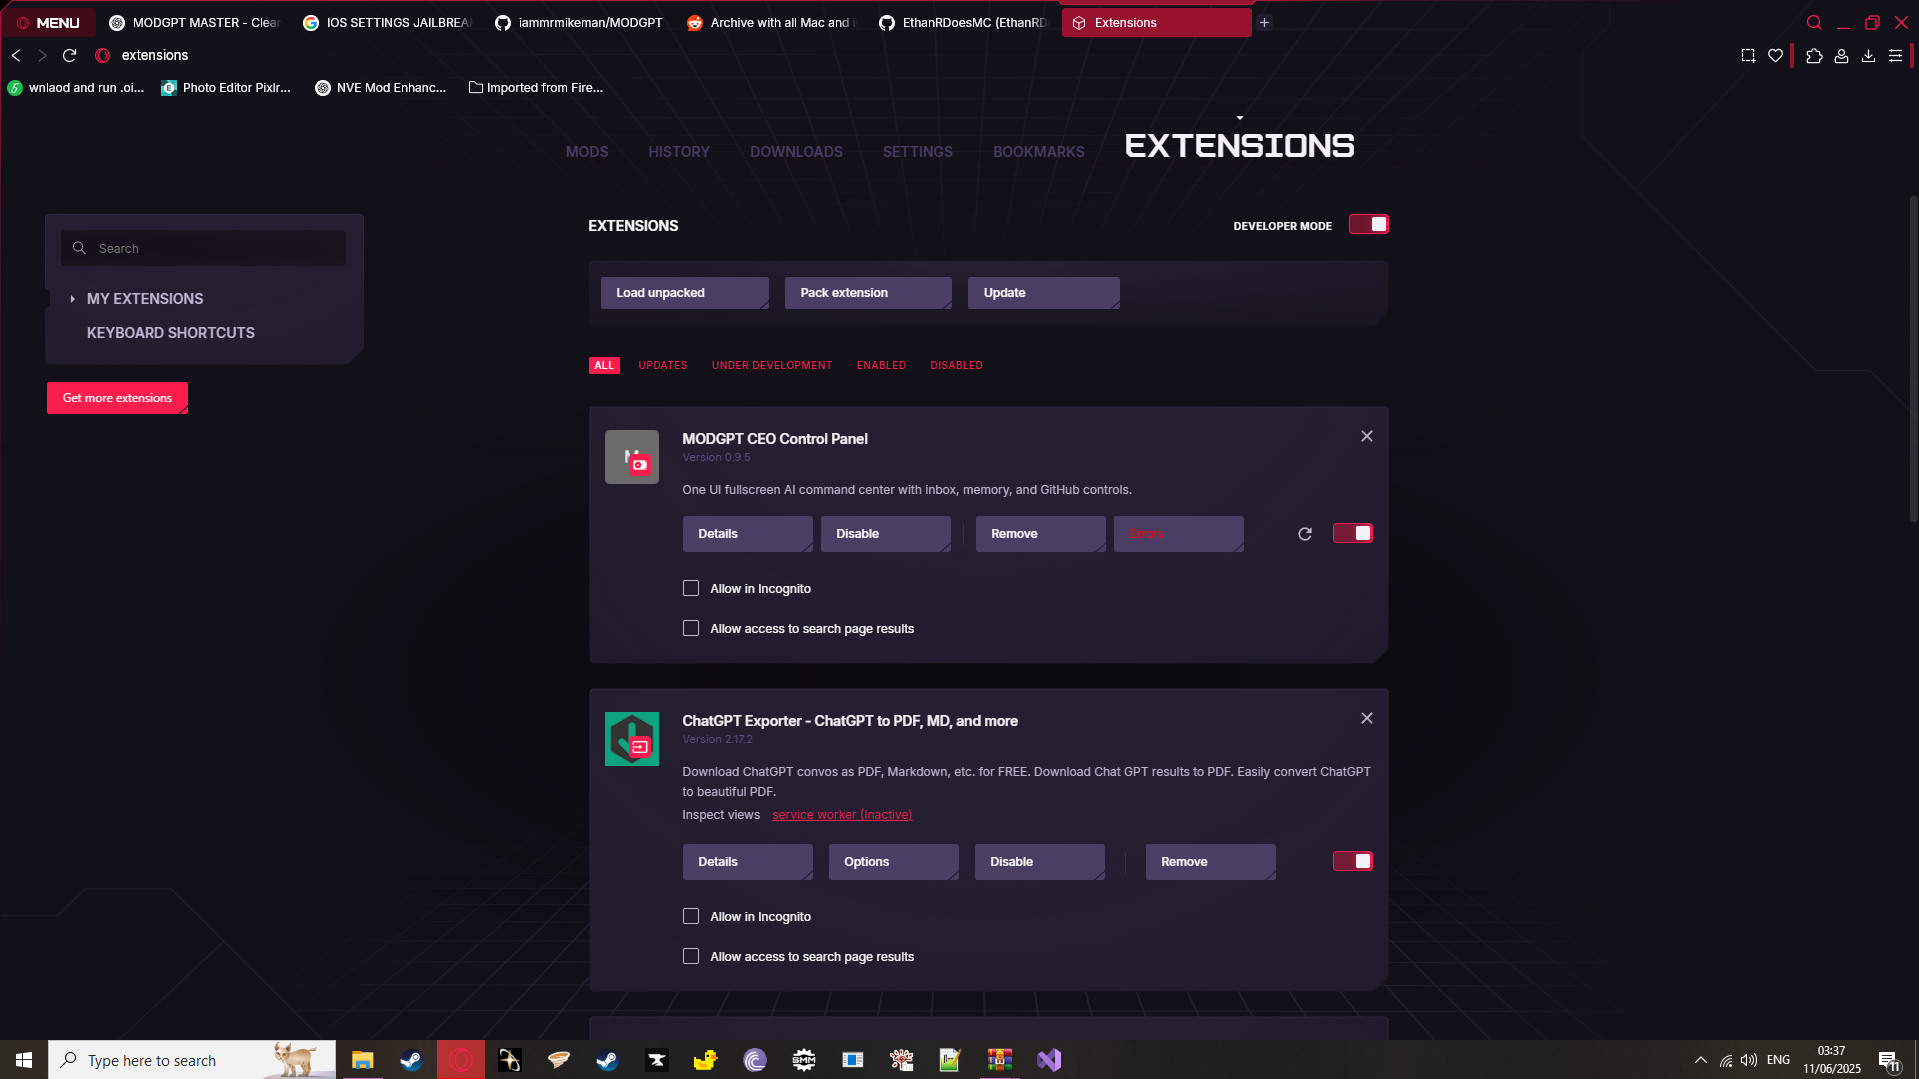 MENU
MODGPT MASTER - Clear
IOS SETTINGS JAILBREA
iammrmikeman/MODGPT
Archive with all Mac and i
EthanRDoesMC (EthanRD
Extensions
extensions
wnlaod and run .oi...
Photo Editor Pixlr...
NVE Mod Enhanc...
Imported from Fire...
MODS
HISTORY
DOWNLOADS
SETTINGS
BOOKMARKS
EXTENSIONS
Search
MY EXTENSIONS
KEYBOARD SHORTCUTS
Get more extensions
EXTENSIONS
DEVELOPER MODE
Load unpacked
Pack extension
Update
ALL
UPDATES
UNDER DEVELOPMENT
ENABLED
DISABLED
M
MODGPT CEO Control Panel
Version 0.9.5
One UI fullscreen AI command center with inbox, memory, and GitHub controls.
Details
Disable
Remove
Errors
Allow in Incognito
Allow access to search page results
ChatGPT Exporter - ChatGPT to PDF, MD, and more
Version 2.17.2
Download ChatGPT convos as PDF, Markdown, etc. for FREE. Download Chat GPT results to PDF. Easily convert ChatGPT
to beautiful PDF.
Inspect views service worker (Inactive)
Details
Options
Disable
Remove
Allow in Incognito
Allow access to search page results
Type here to search
SMM
ENG
03:37
11/06/2025
11